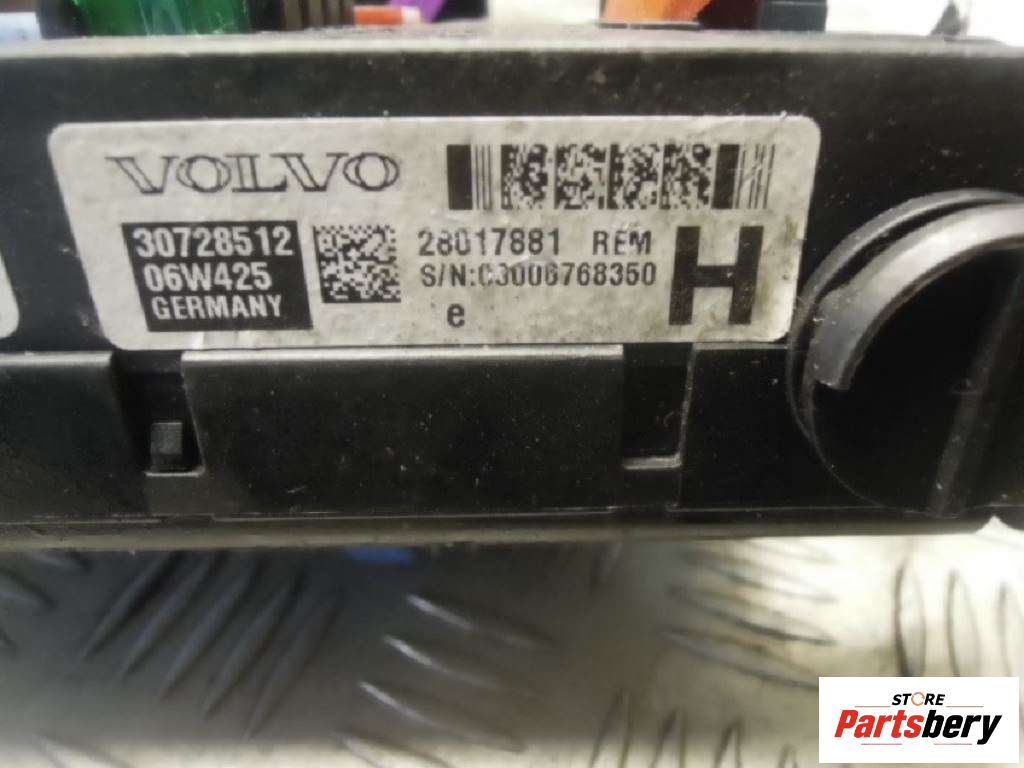 VOLVO
30728512
06W425
GERMANY
28017881 REM
S/N:C3006768350
e
H
STORE
Partsbery